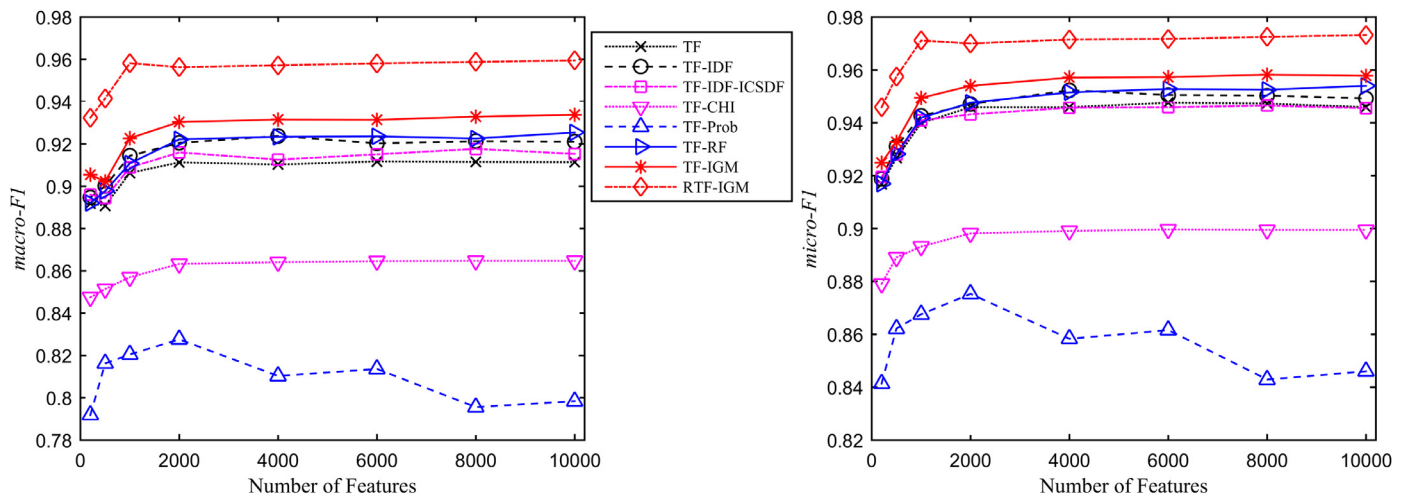 0.98
0.96
0.94
0.92
0.9
0.88
0.86
0.84
0.82
0.8
0.78
macro-F1
0 2000 4000 6000 8000 10000
Number of Features
TF
TF-IDF
TF-IDF-ICSDF
TF-CHI
TF-Prob
TF-RF
TF-IGM
RTF-IGM
0.98
0.96
0.94
0.92
0.9
0.88
0.86
0.84
0.82
micro-F1
0 2000 4000 6000 8000 10000
Number of Features